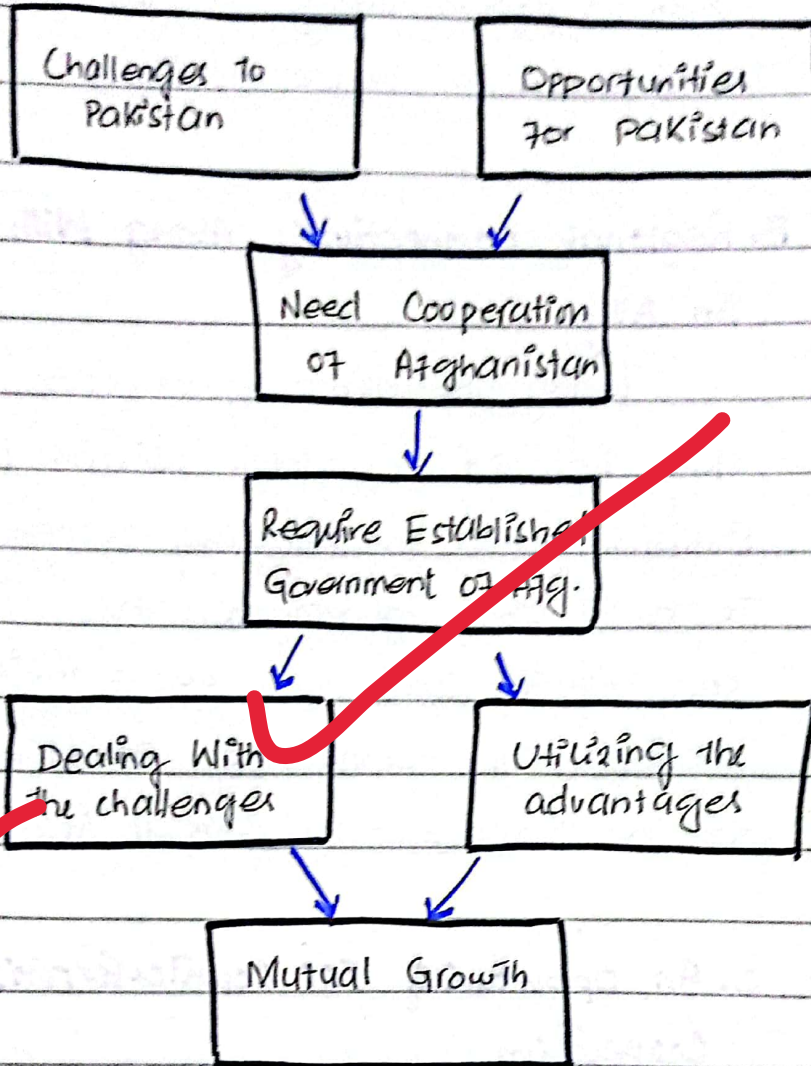 Challenges to
Pakistan
Opportunities
for Pakistan
Need Cooperation
of Afghanistan
Require Established
Government of Afg.
Dealing With
the challenges
Utilizing the
advantages
Mutual Growth